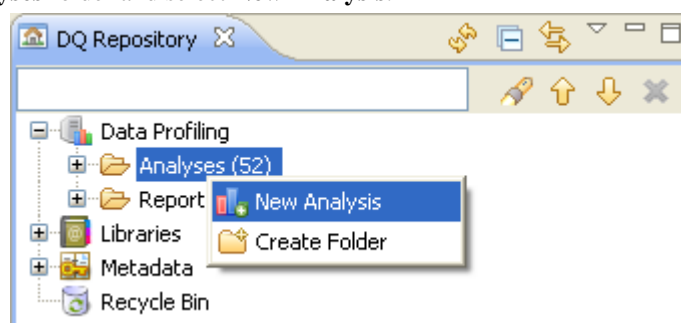 DQ Repository
Data Profiling
Analyses (52)
Report
New Analysis
Libraries
Create Folder
Metadata
Recycle Bin